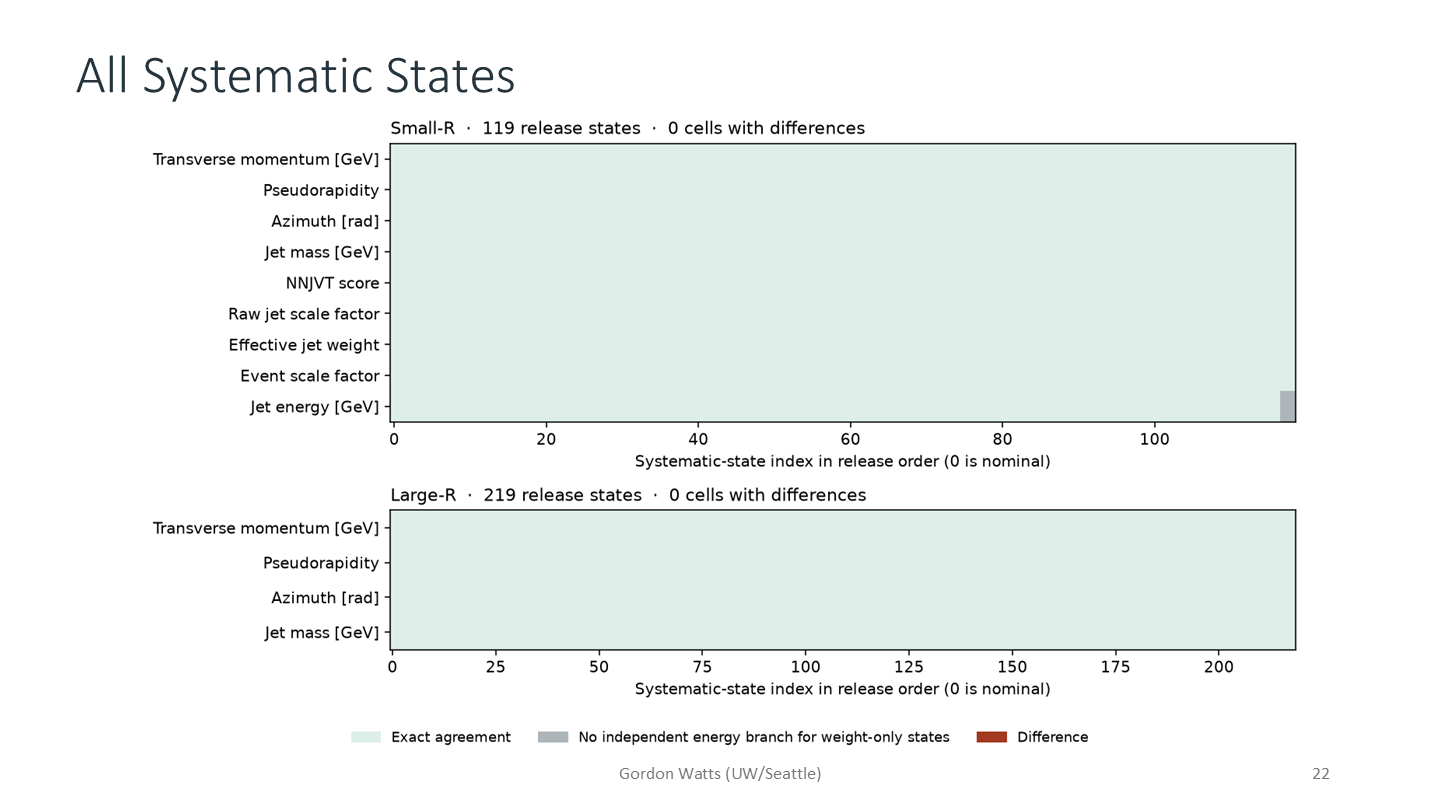 All Systematic States
Small-R · 119 release states · 0 cells with differences
Transverse momentum [GeV]
Pseudorapidity
Azimuth [rad]
Jet mass [GeV]
NNJVT score
Raw jet scale factor
Effective jet weight
Event scale factor
Jet energy [GeV]
0 20 40 60 80 100
Systematic-state index in release order (0 is nominal)
Large-R · 219 release states · 0 cells with differences
Transverse momentum [GeV]
Pseudorapidity
Azimuth [rad]
Jet mass [GeV]
0 25 50 75 100 125 150 175 200
Systematic-state index in release order (0 is nominal)
Exact agreement No independent energy branch for weight-only states Difference
Gordon Watts (UW/Seattle) 22